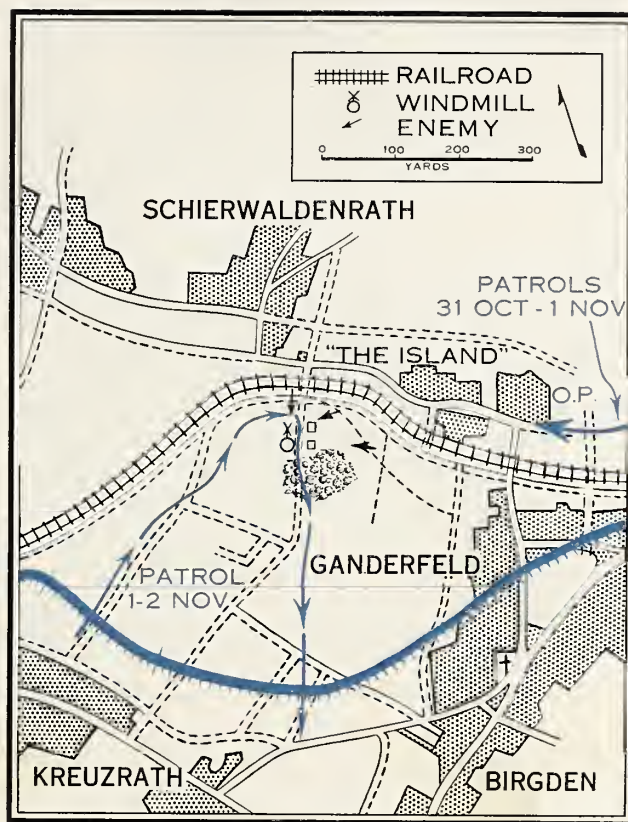 RAILROAD
WINDMILL
ENEMY
0 100 200 300
YARDS
SCHIERWALDENRATH
PATROLS
31 OCT - 1 NOV
"THE ISLAND"
O.P.
GANDERFELD
PATROL
1-2 NOV
KREUZRATH
BIRGDEN